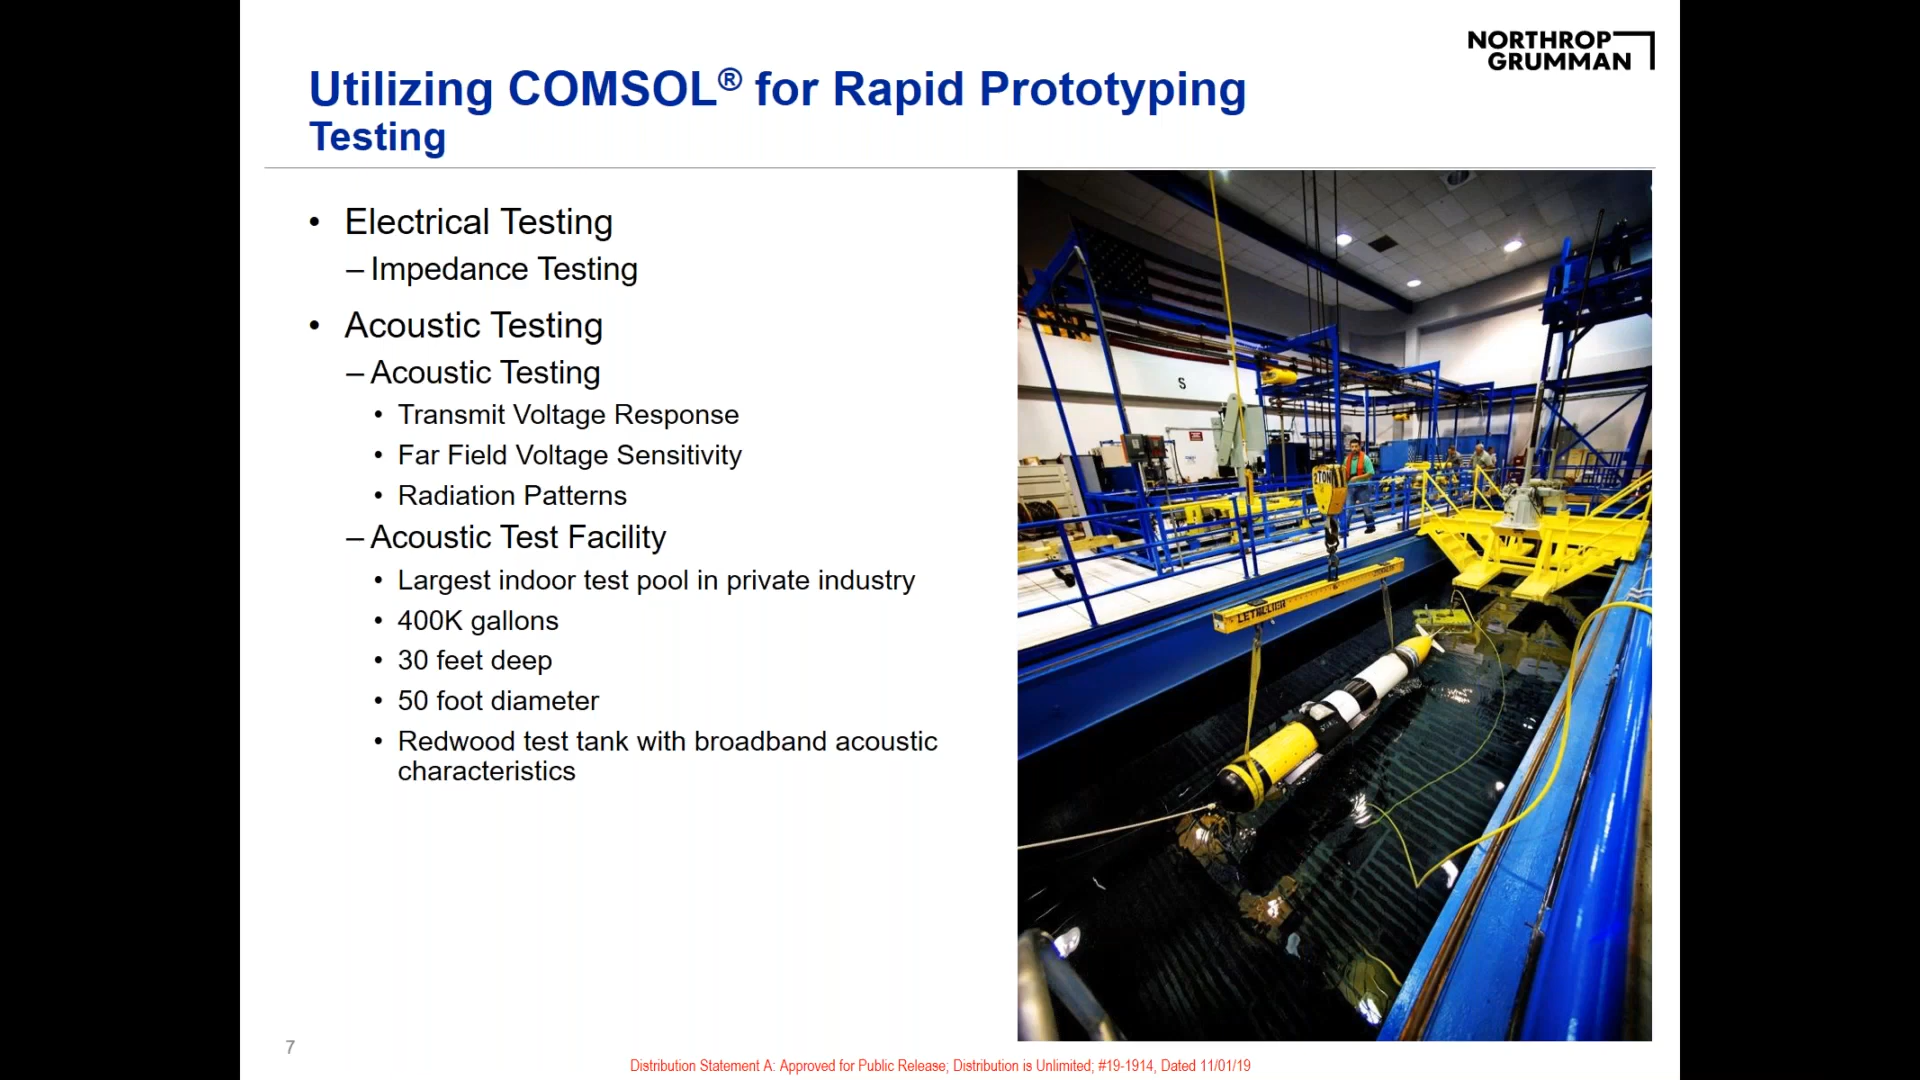 NORTHROP
GRUMMAN
Utilizing COMSOL® for Rapid Prototyping
Testing
• Electrical Testing
– Impedance Testing
• Acoustic Testing
– Acoustic Testing
• Transmit Voltage Response
• Far Field Voltage Sensitivity
• Radiation Patterns
– Acoustic Test Facility
• Largest indoor test pool in private industry
• 400K gallons
• 30 feet deep
• 50 foot diameter
• Redwood test tank with broadband acoustic
characteristics
S
2TON
LETELLIER
7
Distribution Statement A: Approved for Public Release; Distribution is Unlimited; #19-1914, Dated 11/01/19